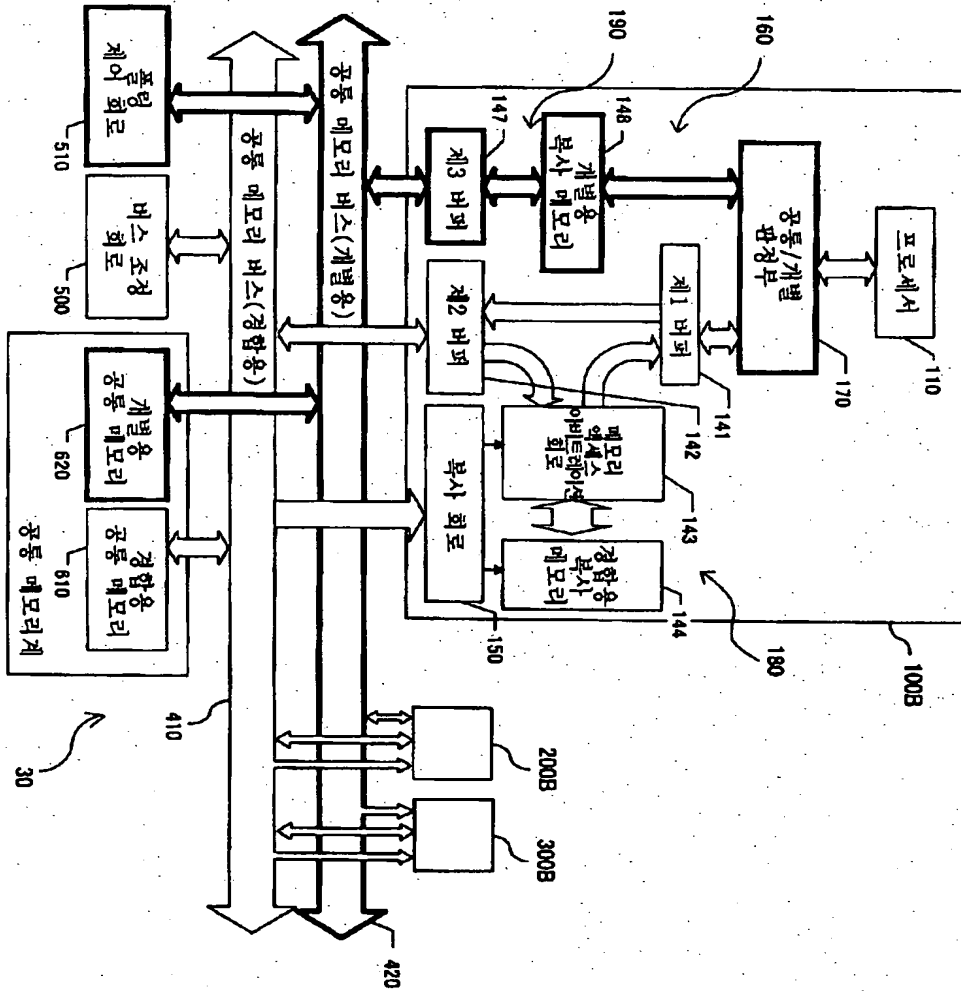 프로세서
110
공통/개별
판정부
170
160
190
제1 버퍼
141
개별용
복사 메모리
148
제3 버퍼
147
제2 버퍼
142
메모리
액세스
아비트레이션
회로
143
경합용
복사
메모리
144
복사 회로
150
180
100B
200B
300B
공통 메모리 버스(개별용)
420
공통 메모리 버스(경합용)
410
폴링
제어 회로
510
버스 조정
회로
500
개별용
공통 메모리
620
경합용
공통 메모리
610
공통 메모리계
30